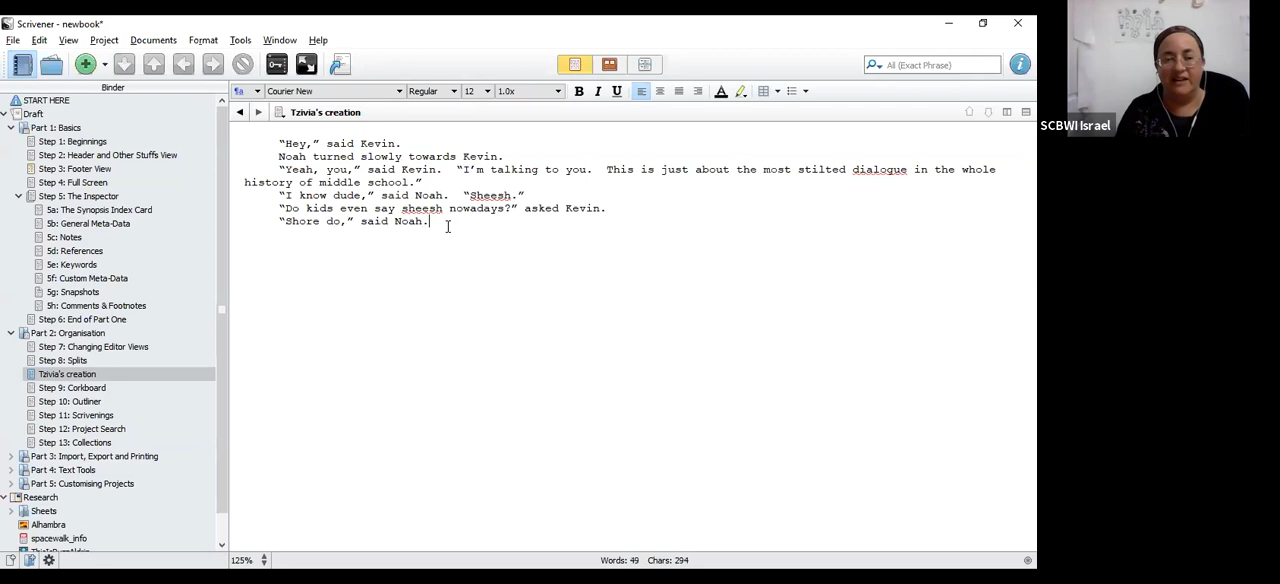 Scrivener - newbook*
File Edit View Project Documents Format Tools Window Help
All (Exact Phrase)
Binder
Courier New Regular 12 1.0x B I U A
START HERE
Draft
Part 1: Basics
Step 1: Beginnings
Step 2: Header and Other Stuffs View
Step 3: Footer View
Step 4: Full Screen
Step 5: The Inspector
5a: The Synopsis Index Card
5b: General Meta-Data
5c: Notes
5d: References
5e: Keywords
5f: Custom Meta-Data
5g: Snapshots
5h: Comments & Footnotes
Step 6: End of Part One
Part 2: Organisation
Step 7: Changing Editor Views
Step 8: Splits
Tzivia's creation
Step 9: Corkboard
Step 10: Outliner
Step 11: Scrivenings
Step 12: Project Search
Step 13: Collections
Part 3: Import, Export and Printing
Part 4: Text Tools
Part 5: Customising Projects
Research
Sheets
Alhambra
spacewalk_info
Tzivia's creation
“Hey,” said Kevin.
Noah turned slowly towards Kevin.
“Yeah, you,” said Kevin. “I’m talking to you. This is just about the most stilted dialogue in the whole
history of middle school.”
“I know dude,” said Noah. “Sheesh.”
“Do kids even say sheesh nowadays?” asked Kevin.
“Shore do,” said Noah.
125%
Words: 49 Chars: 294
SCBWI Israel